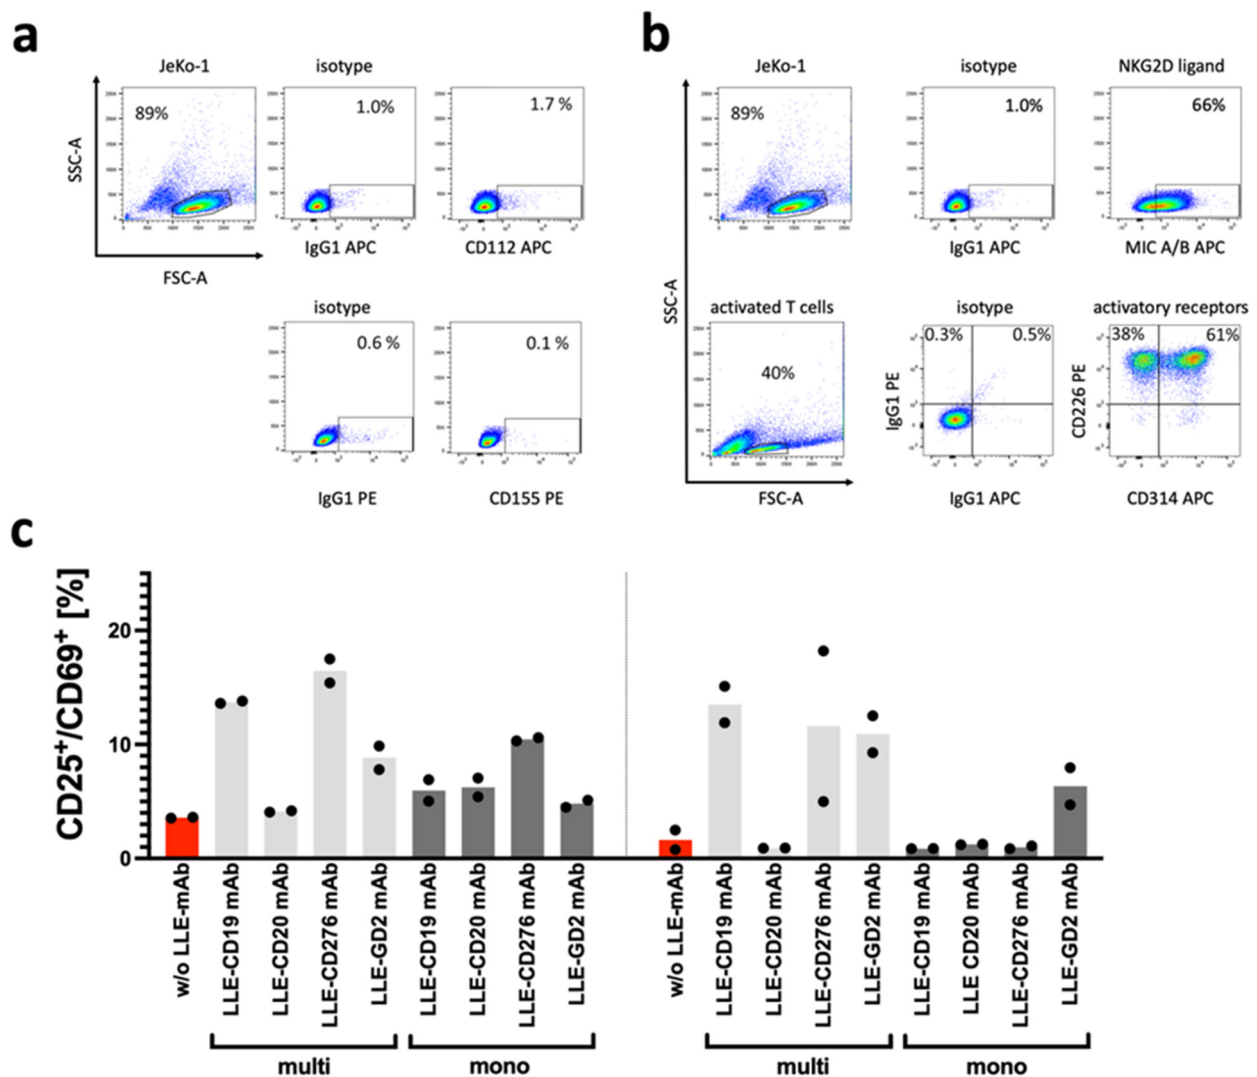 a
b
JeKo-1
isotype
89%
1.0%
1.7 %
SSC-A
IgG1 APC
CD112 APC
FSC-A
isotype
0.6 %
0.1 %
IgG1 PE
CD155 PE
JeKo-1
isotype
NKG2D ligand
89%
1.0%
66%
IgG1 APC
MIC A/B APC
SSC-A
activated T cells
isotype
activatory receptors
40%
0.3%
0.5%
38%
61%
IgG1 PE
CD226 PE
FSC-A
IgG1 APC
CD314 APC
c
CD25+/CD69+ [%]
20
10
0
w/o LLE-mAb
LLE-CD19 mAb
LLE-CD20 mAb
LLE-CD276 mAb
LLE-GD2 mAb
LLE-CD19 mAb
LLE-CD20 mAb
LLE-CD276 mAb
LLE-GD2 mAb
multi
mono
w/o LLE-mAb
LLE-CD19 mAb
LLE-CD20 mAb
LLE-CD276 mAb
LLE-GD2 mAb
LLE-CD19 mAb
LLE CD20 mAb
LLE-CD276 mAb
LLE-GD2 mAb
multi
mono